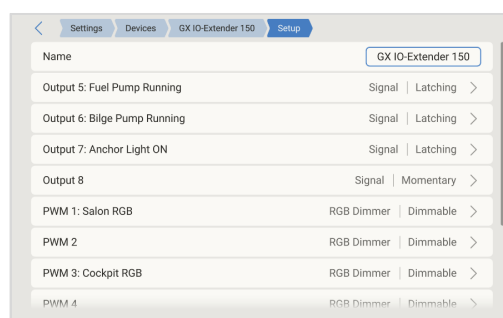 Settings Devices GX IO-Extender 150 Setup
Name GX IO-Extender 150
Output 5: Fuel Pump Running Signal | Latching
Output 6: Bilge Pump Running Signal | Latching
Output 7: Anchor Light ON Signal | Latching
Output 8 Signal | Momentary
PWM 1: Salon RGB RGB Dimmer | Dimmable
PWM 2 RGB Dimmer | Dimmable
PWM 3: Cockpit RGB RGB Dimmer | Dimmable
PWM 4 RGB Dimmer | Dimmable